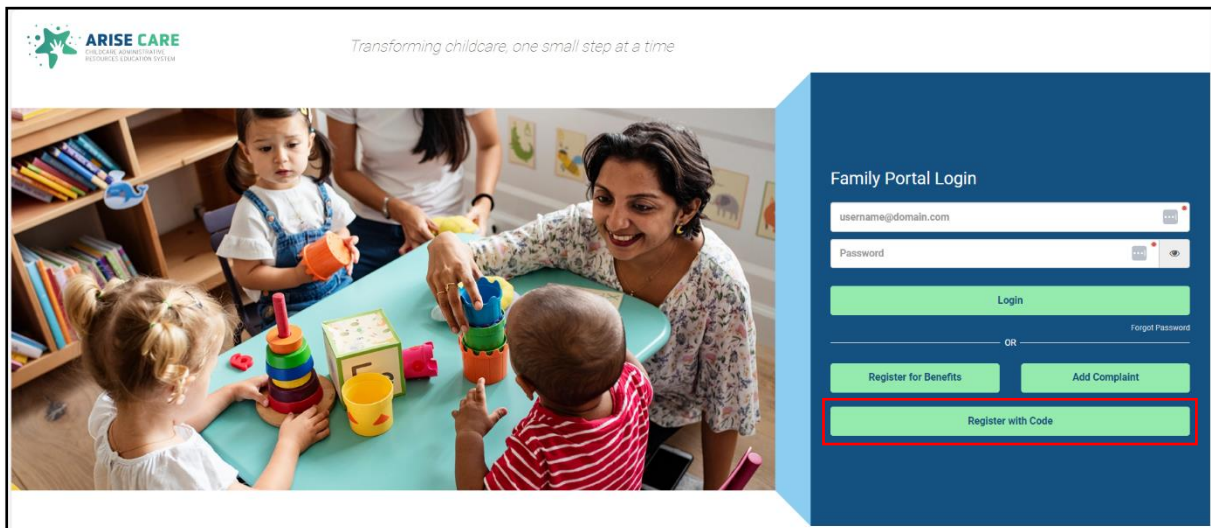 ARISE CARE
CHILDCARE ADMINISTRATIVE
RESOURCES EDUCATION SYSTEM
Transforming childcare, one small step at a time
Family Portal Login
username@domain.com
Password
Login
Forgot Password
OR
Register for Benefits
Add Complaint
Register with Code